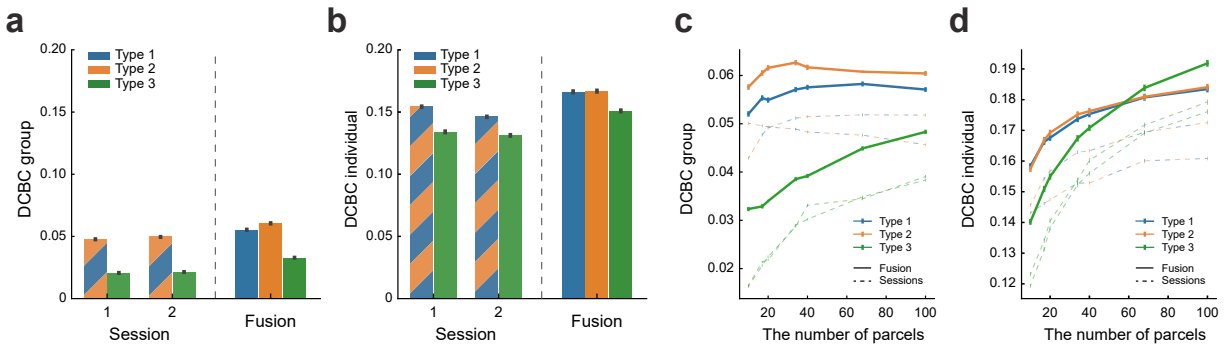 a
DCBC group
0.20
0.15
0.10
0.05
0
Type 1
Type 2
Type 3
1
2
Session
Fusion
b
DCBC individual
0.20
0.15
0.10
0.05
0
Type 1
Type 2
Type 3
1
2
Session
Fusion
c
DCBC group
0.06
0.05
0.04
0.03
0.02
Type 1
Type 2
Type 3
Fusion
Sessions
20 40 60 80 100
The number of parcels
d
DCBC individual
0.19
0.18
0.17
0.16
0.15
0.14
0.13
0.12
Type 1
Type 2
Type 3
Fusion
Sessions
20 40 60 80 100
The number of parcels